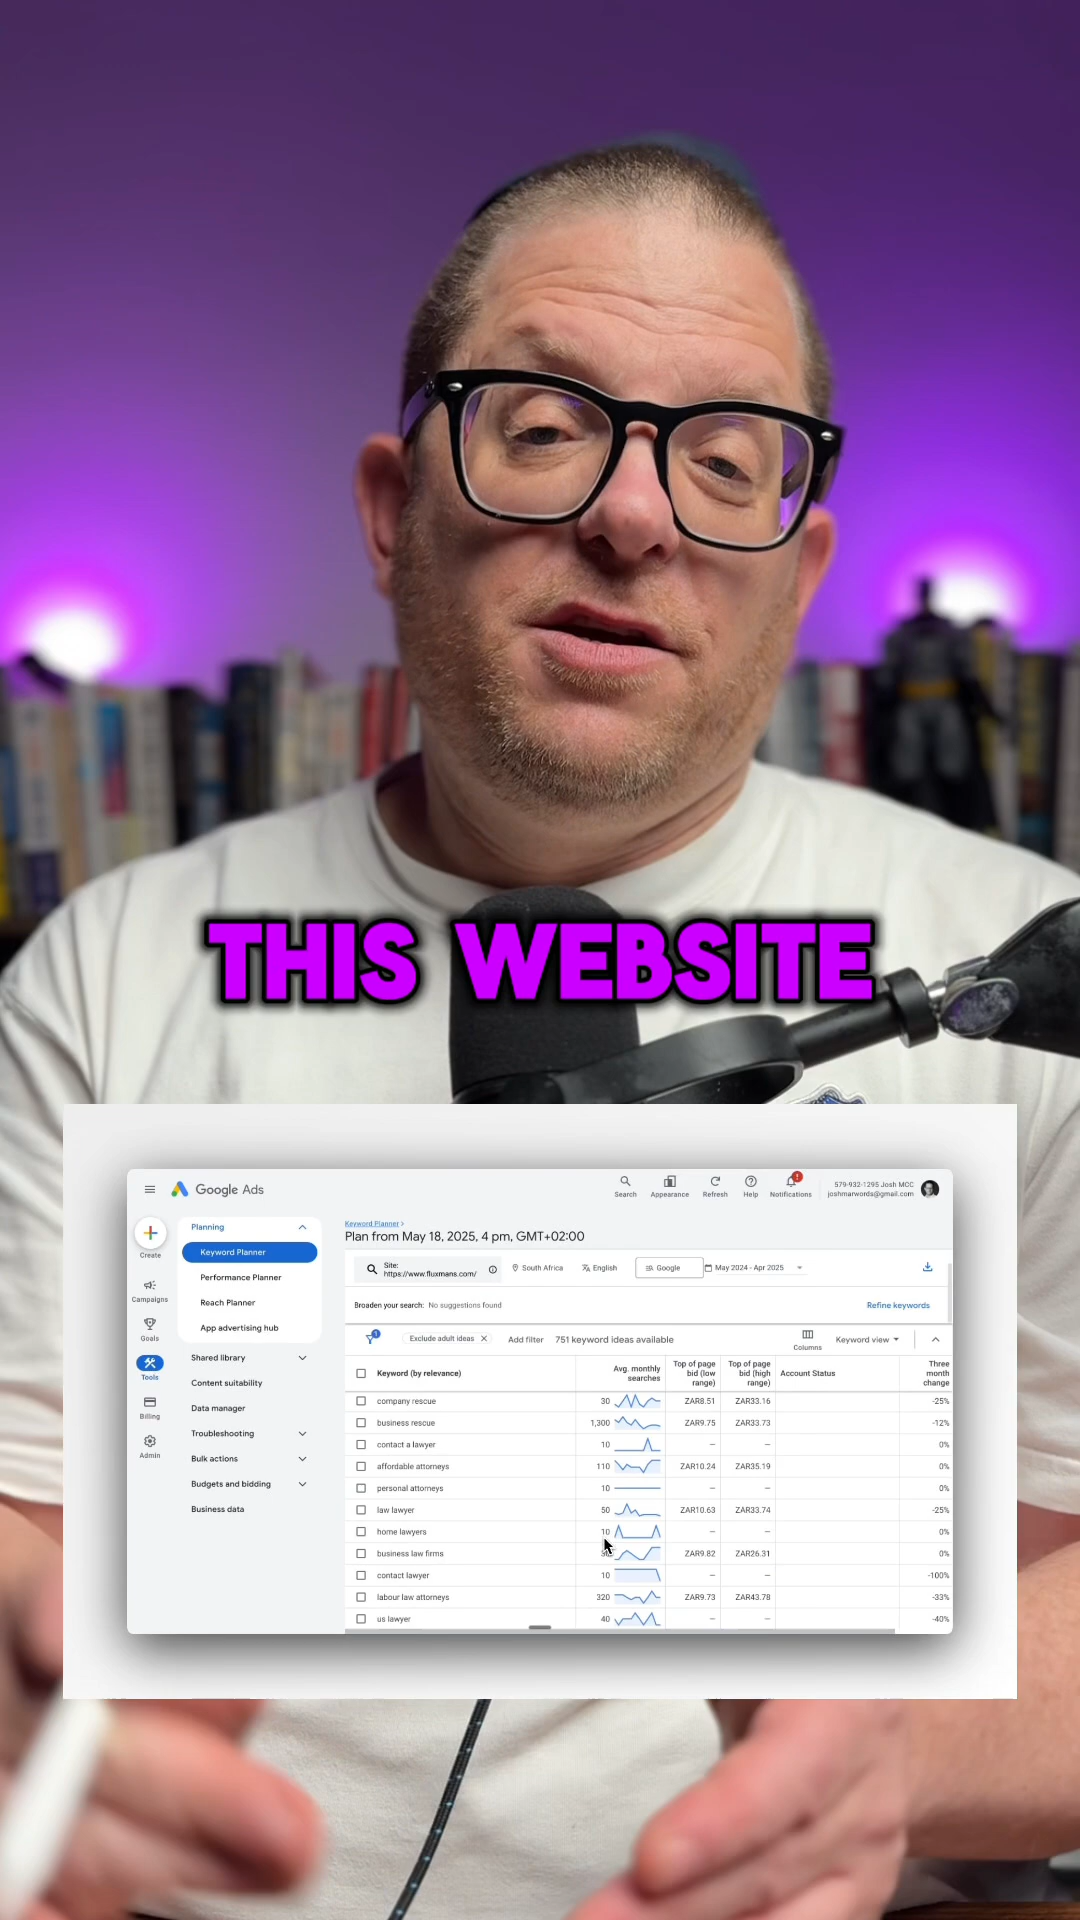 THIS WEBSITE
Google Ads
Search
Appearance
Refresh
Help
Notifications
1
579-932-1295 Josh MCC
joshmarwords@gmail.com
Create
Campaigns
Goals
Tools
Billing
Admin
Planning
Keyword Planner
Performance Planner
Reach Planner
App advertising hub
Shared library
Content suitability
Data manager
Troubleshooting
Bulk actions
Budgets and bidding
Business data
Keyword Planner >
Plan from May 18, 2025, 4 pm, GMT+02:00
Site:
https://www.fluxmans.com/
South Africa
English
Google
May 2024 - Apr 2025
Broaden your search: No suggestions found
Refine keywords
1
Exclude adult ideas X
Add filter
751 keyword ideas available
Columns
Keyword view
Keyword (by relevance)
Avg. monthly searches
Top of page bid (low range)
Top of page bid (high range)
Account Status
Three month change
company rescue 30 ZAR8.51 ZAR33.16 -25%
business rescue 1,300 ZAR9.75 ZAR33.73 -12%
contact a lawyer 10 – – 0%
affordable attorneys 110 ZAR10.24 ZAR35.19 0%
personal attorneys 10 – – 0%
law lawyer 50 ZAR10.63 ZAR33.74 -25%
home lawyers 10 – – 0%
business law firms ZAR9.82 ZAR26.31 0%
contact lawyer 10 – – -100%
labour law attorneys 320 ZAR9.73 ZAR43.78 -33%
us lawyer 40 – – -40%